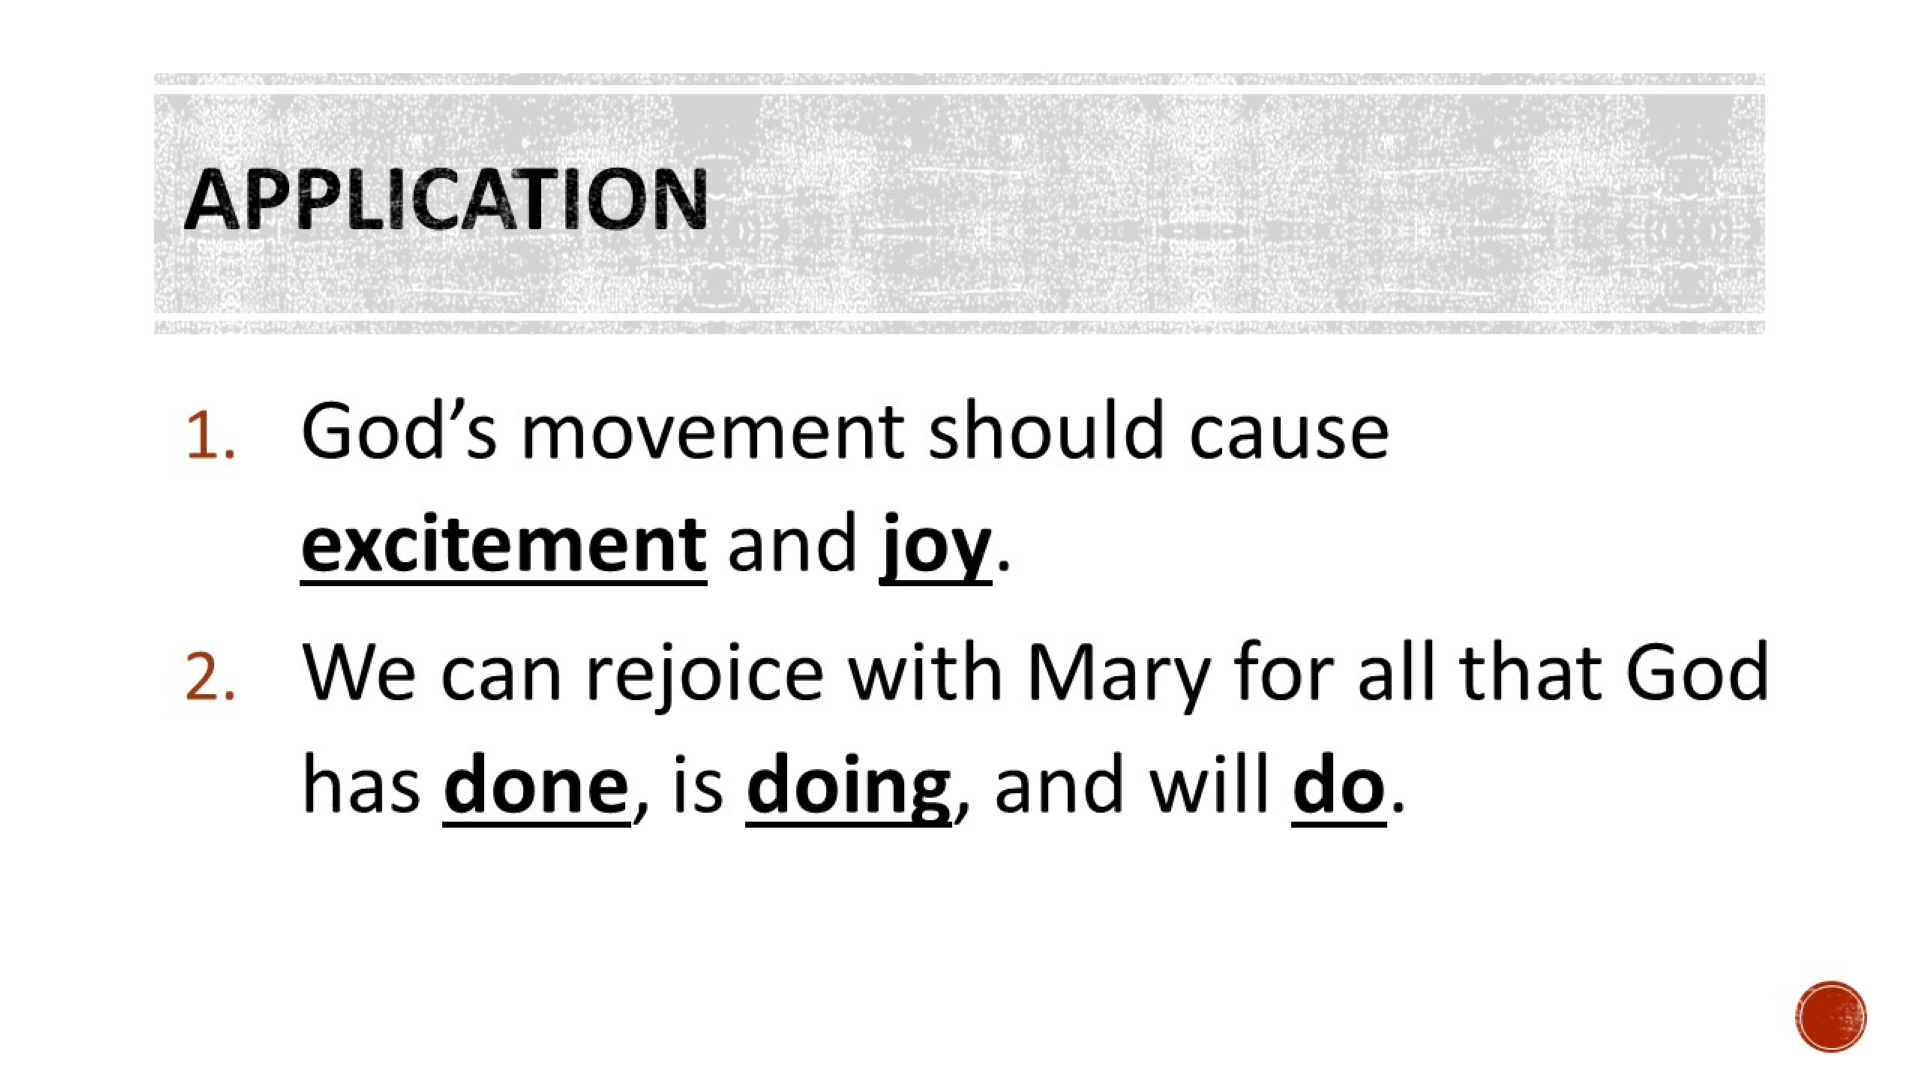 APPLICATION
1. God’s movement should cause
excitement and joy.
2. We can rejoice with Mary for all that God
has done, is doing, and will do.